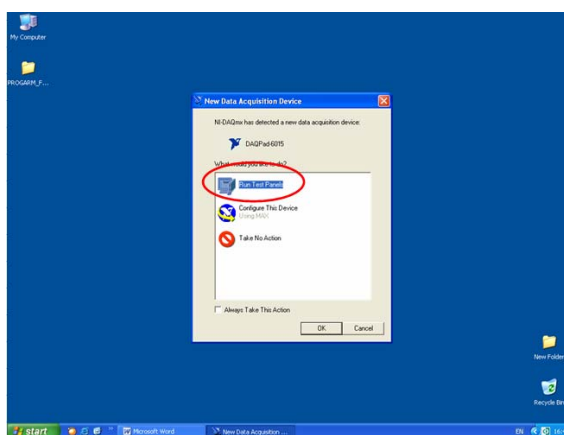 My Computer
PROGARM_F...
New Data Acquisition Device
NI-DAQmx has detected a new data acquisition device:
DAQPad-6015
What would you like to do?
Run Test Panels
Configure This Device
Using MAX
Take No Action
Always Take This Action
OK Cancel
New Folder
Recycle Bin
start Microsoft Word New Data Acquisition ... EN